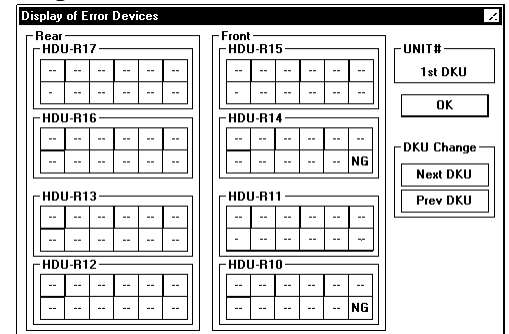 Display of Error Devices
Rear
HDU-R17
-- -- -- -- -- --
- -- -- -- -- --
HDU-R16
-- -- -- -- -- --
-- -- -- -- -- --
HDU-R13
-- -- -- -- -- --
-- -- -- -- -- --
HDU-R12
-- -- -- -- -- --
-- -- -- -- -- --
Front
HDU-R15
-- -- -- -- -- --
- -- -- -- -- --
HDU-R14
-- -- -- -- -- --
-- -- -- -- -- NG
HDU-R11
-- -- -- -- -- --
- -- -- -- -- --
HDU-R10
-- -- -- -- -- --
-- -- -- -- -- NG
UNIT#
1st DKU
OK
DKU Change
Next DKU
Prev DKU